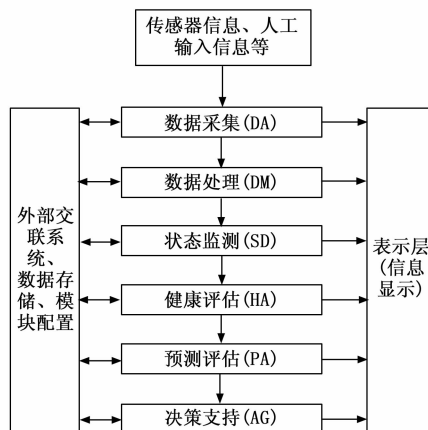 传感器信息、人工
输入信息等
数据采集(DA)
数据处理(DM)
状态监测(SD)
健康评估(HA)
预测评估(PA)
决策支持(AG)
外部交
联系
统、
数据存
储、模
块配置
表示层
(信息
显示)